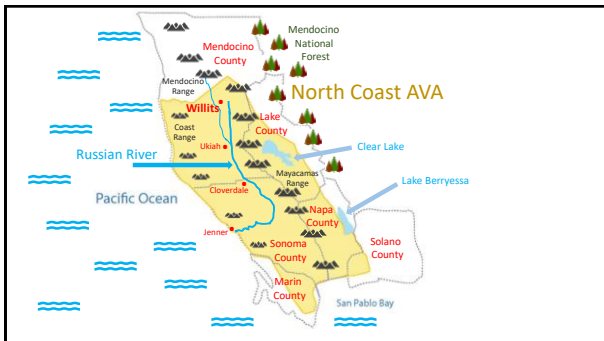 Mendocino
County
Mendocino
National
Forest
Mendocino
Range
North Coast AVA
Willits
Lake
County
Coast
Range
Ukiah
Clear Lake
Russian River
Mayacamas
Range
Lake Berryessa
Cloverdale
Pacific Ocean
Napa
County
Jenner
Solano
County
Sonoma
County
Marin
County
San Pablo Bay